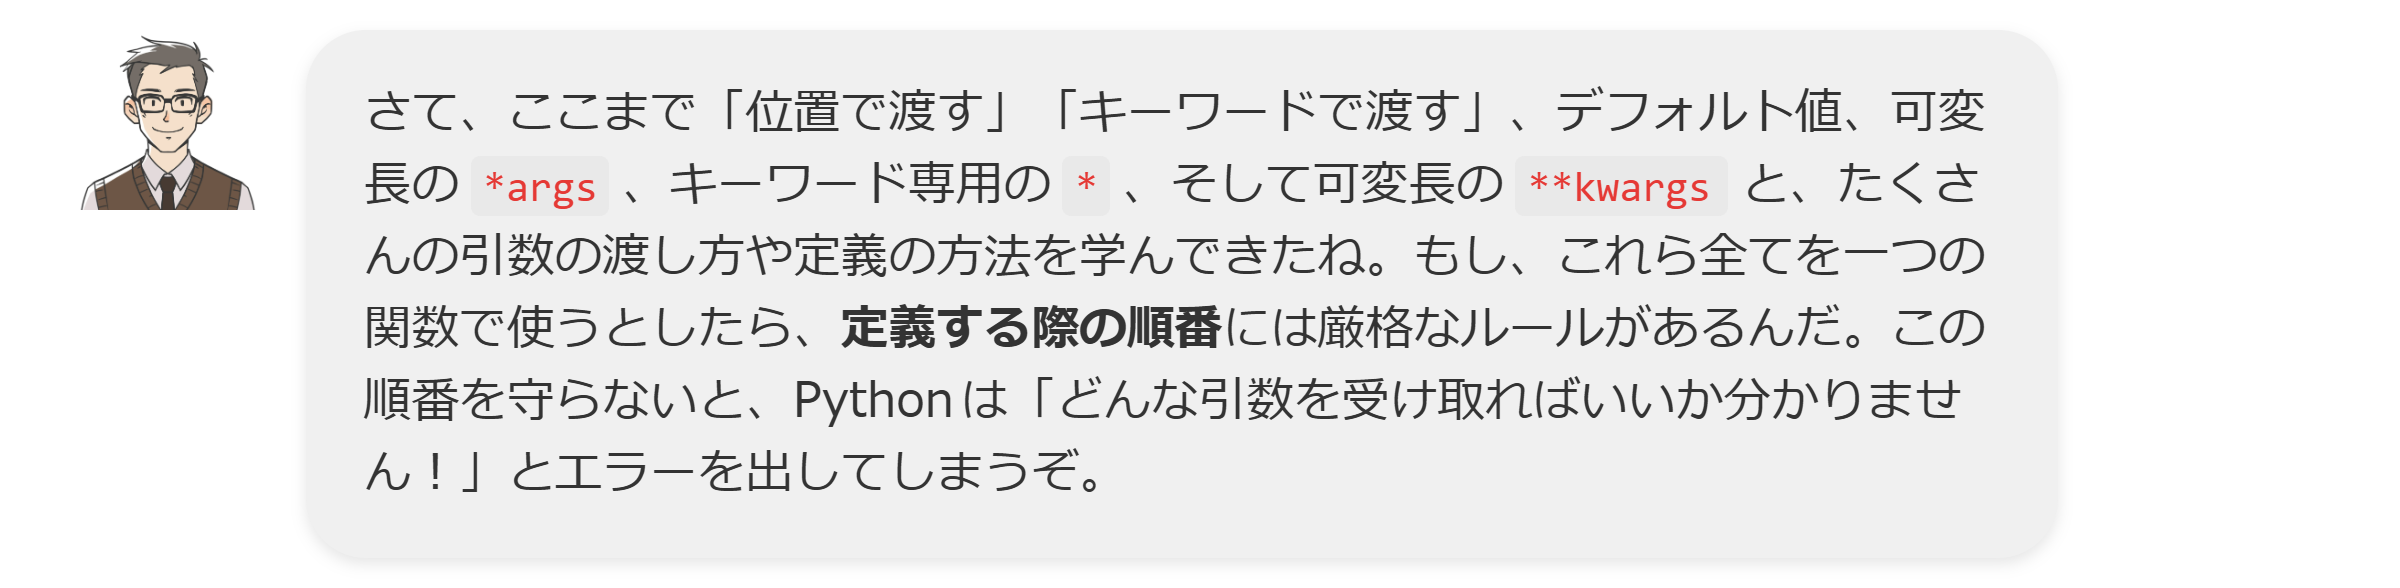 さて、ここまで「位置で渡す」「キーワードで渡す」、デフォルト値、可変
長の *args 、キーワード専用の * 、そして可変長の **kwargs と、たくさ
んの引数の渡し方や定義の方法を学んできたね。もし、これら全てを一つの
関数で使うとしたら、定義する際の順番には厳格なルールがあるんだ。この
順番を守らないと、Pythonは「どんな引数を受け取ればいいか分かりませ
ん！」とエラーを出してしまうぞ。